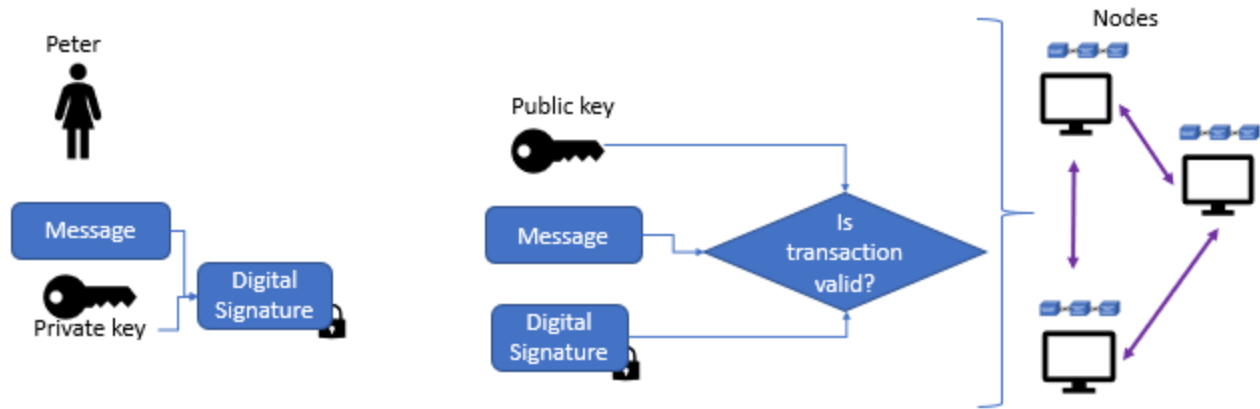 Peter
Message
Private key
Digital
Signature
Public key
Message
Digital
Signature
Is
transaction
valid?
Nodes